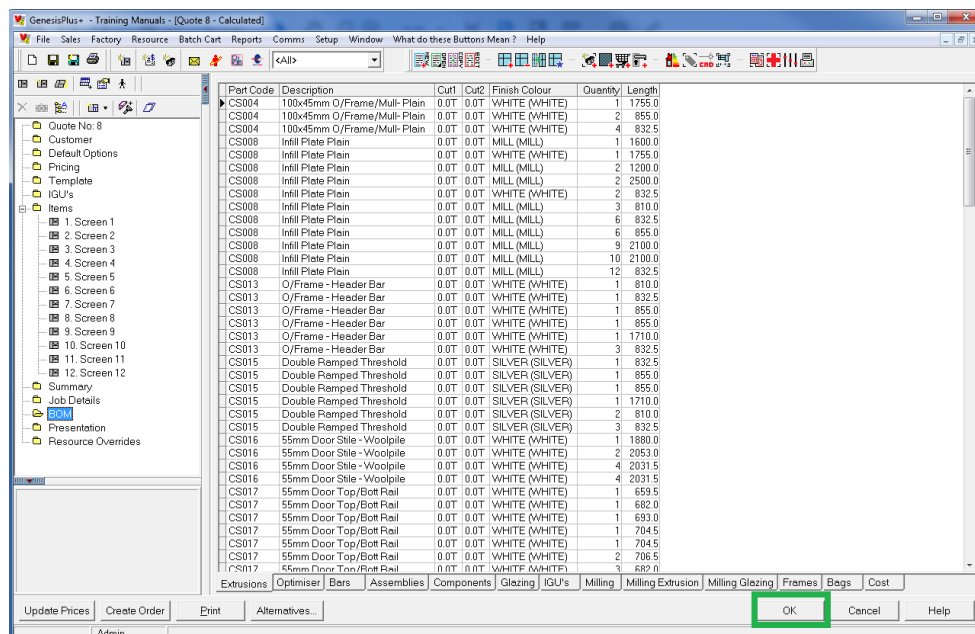 GenesisPlus+ - Training Manuals - [Quote 8 - Calculated]
File Sales Factory Resource Batch Cart Reports Comms Setup Window What do these Buttons Mean ? Help
<All>
END
Quote No: 8
Customer
Default Options
Pricing
Template
IGU's
Items
1. Screen 1
2. Screen 2
3. Screen 3
4. Screen 4
5. Screen 5
6. Screen 6
7. Screen 7
8. Screen 8
9. Screen 9
10. Screen 10
11. Screen 11
12. Screen 12
Summary
Job Details
BOM
Presentation
Resource Overrides
Part Code Description Cut1 Cut2 Finish Colour Quantity Length
CS004 100x45mm O/Frame/Mull- Plain 0.0T 0.0T WHITE (WHITE) 1 1755.0
CS004 100x45mm O/Frame/Mull- Plain 0.0T 0.0T WHITE (WHITE) 2 855.0
CS004 100x45mm O/Frame/Mull- Plain 0.0T 0.0T WHITE (WHITE) 4 832.5
CS008 Infill Plate Plain 0.0T 0.0T MILL (MILL) 1 1600.0
CS008 Infill Plate Plain 0.0T 0.0T WHITE (WHITE) 1 1755.0
CS008 Infill Plate Plain 0.0T 0.0T MILL (MILL) 2 1200.0
CS008 Infill Plate Plain 0.0T 0.0T MILL (MILL) 2 2500.0
CS008 Infill Plate Plain 0.0T 0.0T WHITE (WHITE) 2 832.5
CS008 Infill Plate Plain 0.0T 0.0T MILL (MILL) 3 810.0
CS008 Infill Plate Plain 0.0T 0.0T MILL (MILL) 6 832.5
CS008 Infill Plate Plain 0.0T 0.0T MILL (MILL) 6 855.0
CS008 Infill Plate Plain 0.0T 0.0T MILL (MILL) 9 2100.0
CS008 Infill Plate Plain 0.0T 0.0T MILL (MILL) 10 2100.0
CS008 Infill Plate Plain 0.0T 0.0T MILL (MILL) 12 832.5
CS013 O/Frame - Header Bar 0.0T 0.0T WHITE (WHITE) 1 810.0
CS013 O/Frame - Header Bar 0.0T 0.0T WHITE (WHITE) 1 832.5
CS013 O/Frame - Header Bar 0.0T 0.0T WHITE (WHITE) 1 855.0
CS013 O/Frame - Header Bar 0.0T 0.0T WHITE (WHITE) 1 855.0
CS013 O/Frame - Header Bar 0.0T 0.0T WHITE (WHITE) 1 1710.0
CS013 O/Frame - Header Bar 0.0T 0.0T WHITE (WHITE) 3 832.5
CS015 Double Ramped Threshold 0.0T 0.0T SILVER (SILVER) 1 832.5
CS015 Double Ramped Threshold 0.0T 0.0T SILVER (SILVER) 1 855.0
CS015 Double Ramped Threshold 0.0T 0.0T SILVER (SILVER) 1 855.0
CS015 Double Ramped Threshold 0.0T 0.0T SILVER (SILVER) 1 1710.0
CS015 Double Ramped Threshold 0.0T 0.0T SILVER (SILVER) 2 810.0
CS015 Double Ramped Threshold 0.0T 0.0T SILVER (SILVER) 3 832.5
CS016 55mm Door Stile - Woolpile 0.0T 0.0T WHITE (WHITE) 1 1880.0
CS016 55mm Door Stile - Woolpile 0.0T 0.0T WHITE (WHITE) 2 2053.0
CS016 55mm Door Stile - Woolpile 0.0T 0.0T WHITE (WHITE) 4 2031.5
CS016 55mm Door Stile - Woolpile 0.0T 0.0T WHITE (WHITE) 4 2031.5
CS017 55mm Door Top/Bott Rail 0.0T 0.0T WHITE (WHITE) 1 659.5
CS017 55mm Door Top/Bott Rail 0.0T 0.0T WHITE (WHITE) 1 682.0
CS017 55mm Door Top/Bott Rail 0.0T 0.0T WHITE (WHITE) 1 693.0
CS017 55mm Door Top/Bott Rail 0.0T 0.0T WHITE (WHITE) 1 704.5
CS017 55mm Door Top/Bott Rail 0.0T 0.0T WHITE (WHITE) 1 704.5
CS017 55mm Door Top/Bott Rail 0.0T 0.0T WHITE (WHITE) 2 706.5
CS017 55mm Door Top/Bott Rail 0.0T 0.0T WHITE (WHITE) 3 682.0
Extrusions Optimiser Bars Assemblies Components Glazing IGU's Milling Milling Extrusion Milling Glazing Frames Bags Cost
Update Prices Create Order Print Alternatives... OK Cancel Help
Admin